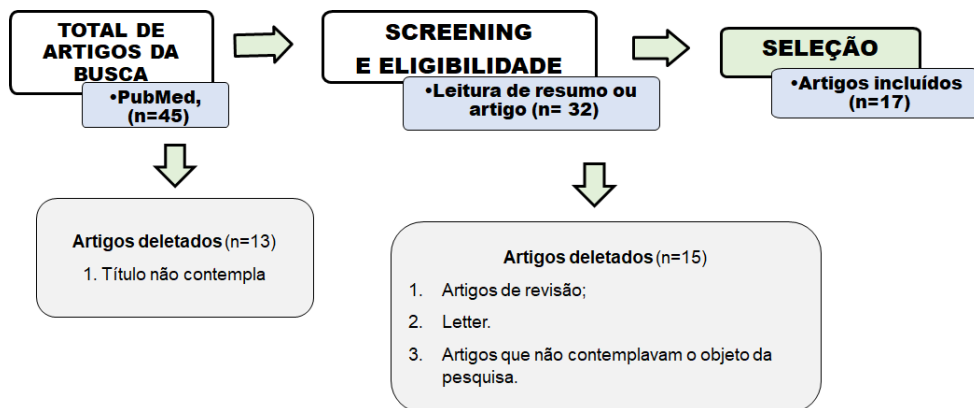 TOTAL DE
ARTIGOS DA
BUSCA
•PubMed,
(n=45)
SCREENING
E ELIGIBILIDADE
•Leitura de resumo ou
artigo (n= 32)
SELEÇÃO
•Artigos incluídos
(n=17)
Artigos deletados (n=13)
1. Título não contempla
Artigos deletados (n=15)
1. Artigos de revisão;
2. Letter.
3. Artigos que não contemplavam o objeto da
pesquisa.